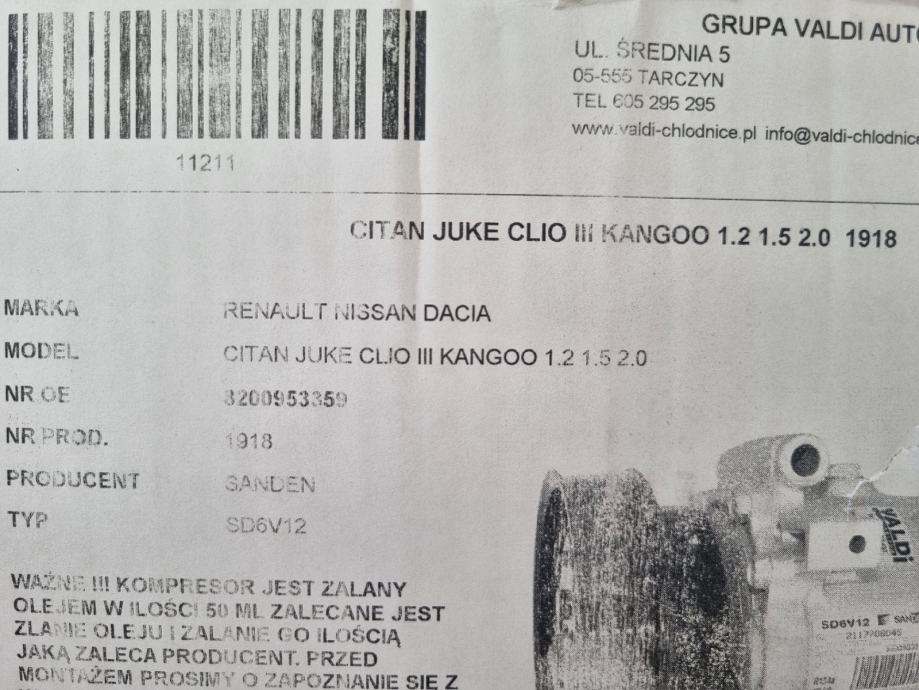 GRUPA VALDI AUTO
UL. ŚREDNIA 5
05-555 TARCZYN
TEL 605 295 295
www.valdi-chlodnice.pl info@valdi-chlodnice
11211
CITAN JUKE CLIO III KANGOO 1.2 1.5 2.0 1918
MARKA RENAULT NISSAN DACIA
MODEL CITAN JUKE CLIO III KANGOO 1.2 1.5 2.0
NR OE 8200953359
NR PROD. 1918
PRODUCENT SANDEN
TYP SD6V12
WAŻNE !!! KOMPRESOR JEST ZALANY
OLEJEM W ILOŚCI 50 ML ZALECANE JEST
ZLANIE OLEJU I ZALANIE GO ILOŚCIĄ
JAKĄ ZALECA PRODUCENT. PRZED
MONTAŻEM PROSIMY O ZAPOZNANIE SIĘ Z
VALDI
SD6V12